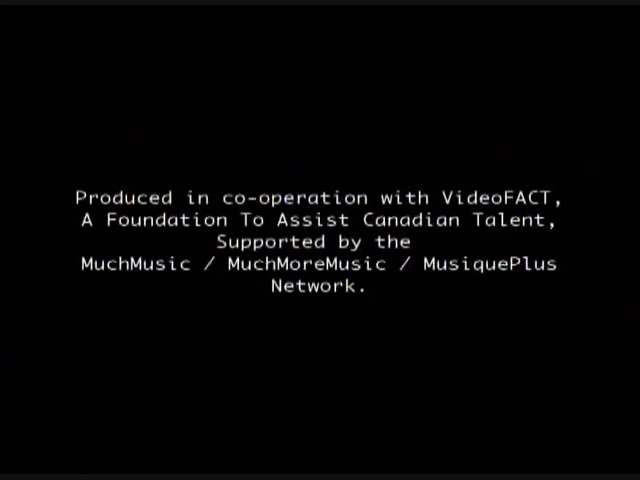 Produced in co-operation with VideoFACT,
A Foundation To Assist Canadian Talent,
Supported by the
MuchMusic / MuchMoreMusic / MusiquePlus
Network.